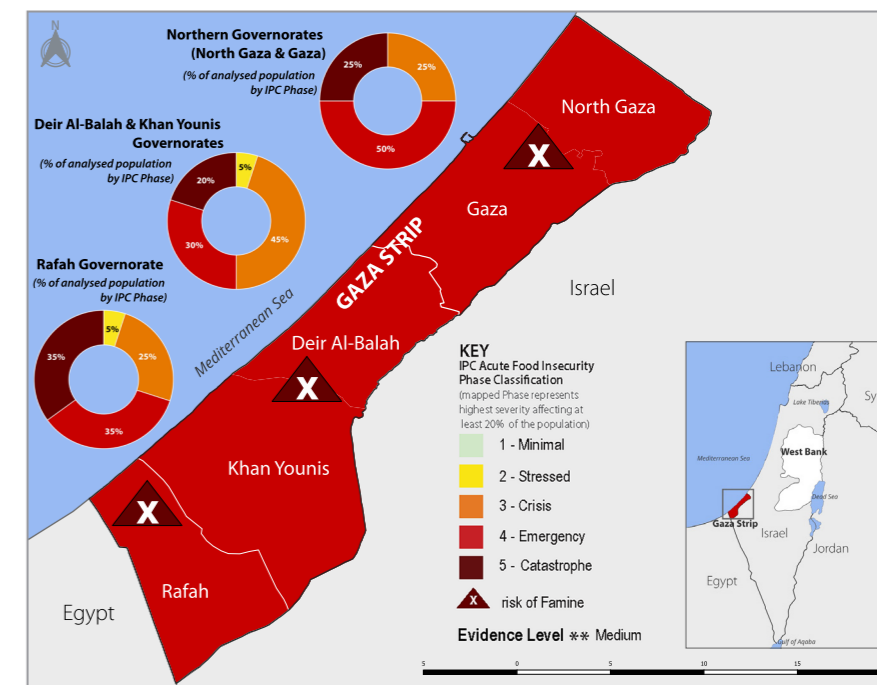 N
Northern Governorates
(North Gaza & Gaza)
(% of analysed population
by IPC Phase)
25%
25%
50%
Deir Al-Balah & Khan Younis
Governorates
(% of analysed population
by IPC Phase)
5%
20%
45%
30%
Rafah Governorate
(% of analysed population
by IPC Phase)
5%
35%
25%
35%
North Gaza
X
Gaza
GAZA STRIP
Mediterranean Sea
Israel
Deir Al-Balah
X
Khan Younis
X
Rafah
Egypt
KEY
IPC Acute Food Insecurity
Phase Classification
(mapped Phase represents
highest severity affecting at
least 20% of the population)
1 - Minimal
2 - Stressed
3 - Crisis
4 - Emergency
5 - Catastrophe
X risk of Famine
Evidence Level ** Medium
Lebanon
Sy
Lake Tiberias
West Bank
Mediterranean Sea
Dead Sea
Gaza Strip
Israel
Jordan
Egypt
Gulf of Aqaba
5 0 5 10 15